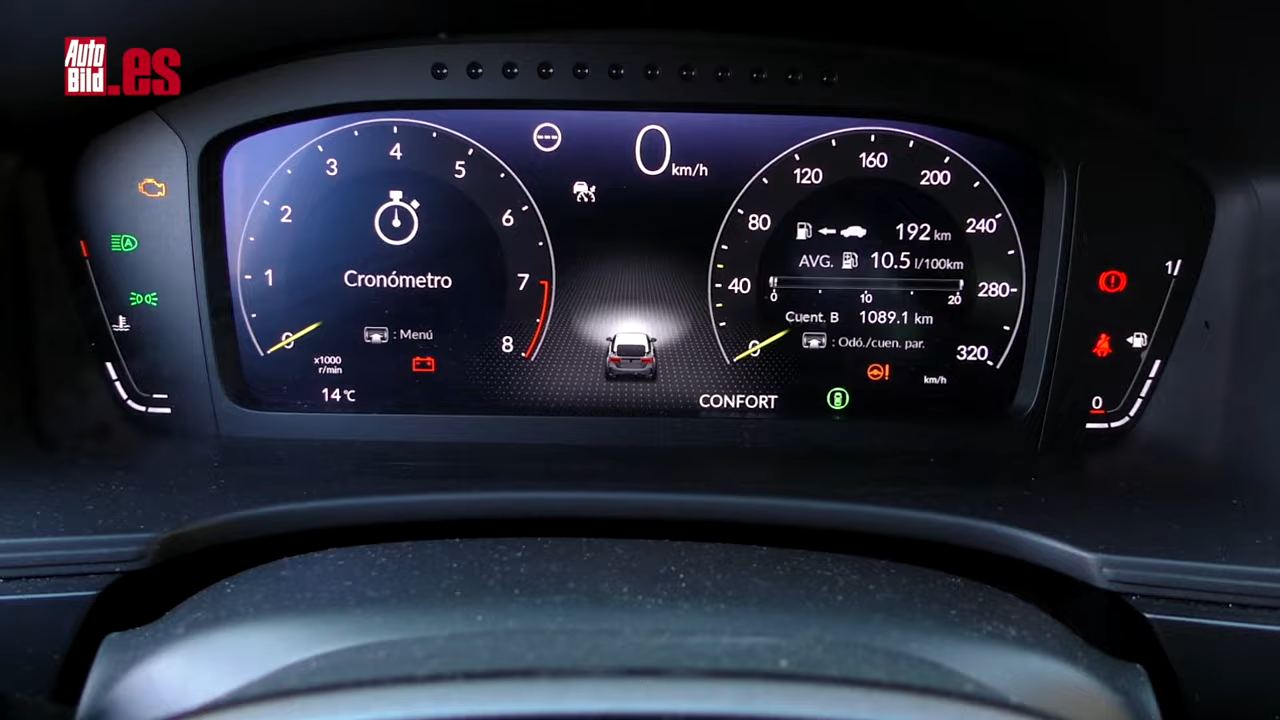 Auto
Bild
.es
0 km/h
0 1 2 3 4 5 6 7 8
Cronómetro
: Menú
x1000
r/min
14°C
0 40 80 120 160 200 240 280 320
192 km
AVG. 10.5 l/100km
0 10 20
Cuent. B 1089.1 km
: Odó./cuen. par.
km/h
CONFORT
A
1/
0